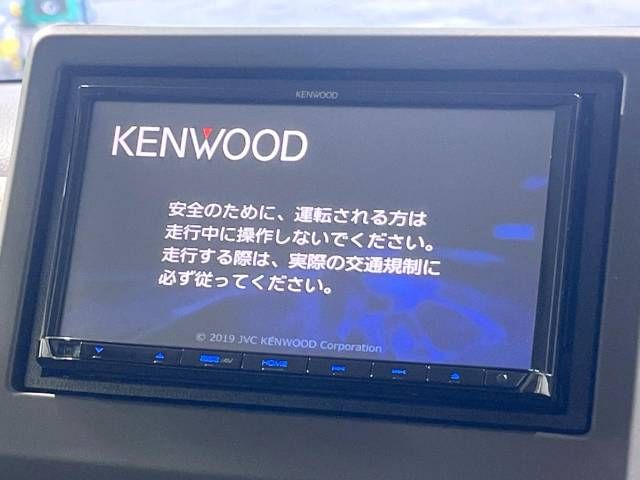 KENWOOD
KENWOOD
安全のために、運転される方は
走行中に操作しないでください。
走行する際は、実際の交通規制に
必ず従ってください。
© 2019 JVC KENWOOD Corporation
AV HOME